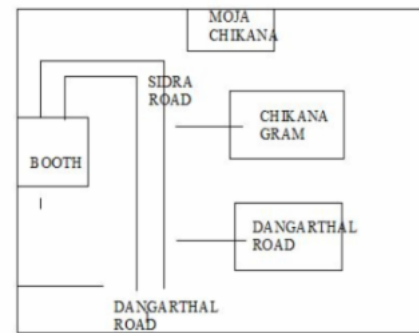 MOJA
CHIKANA
SIDRA
ROAD
CHIKANA
GRAM
BOOTH
DANGARTHAL
ROAD
DANGARTHAL
ROAD